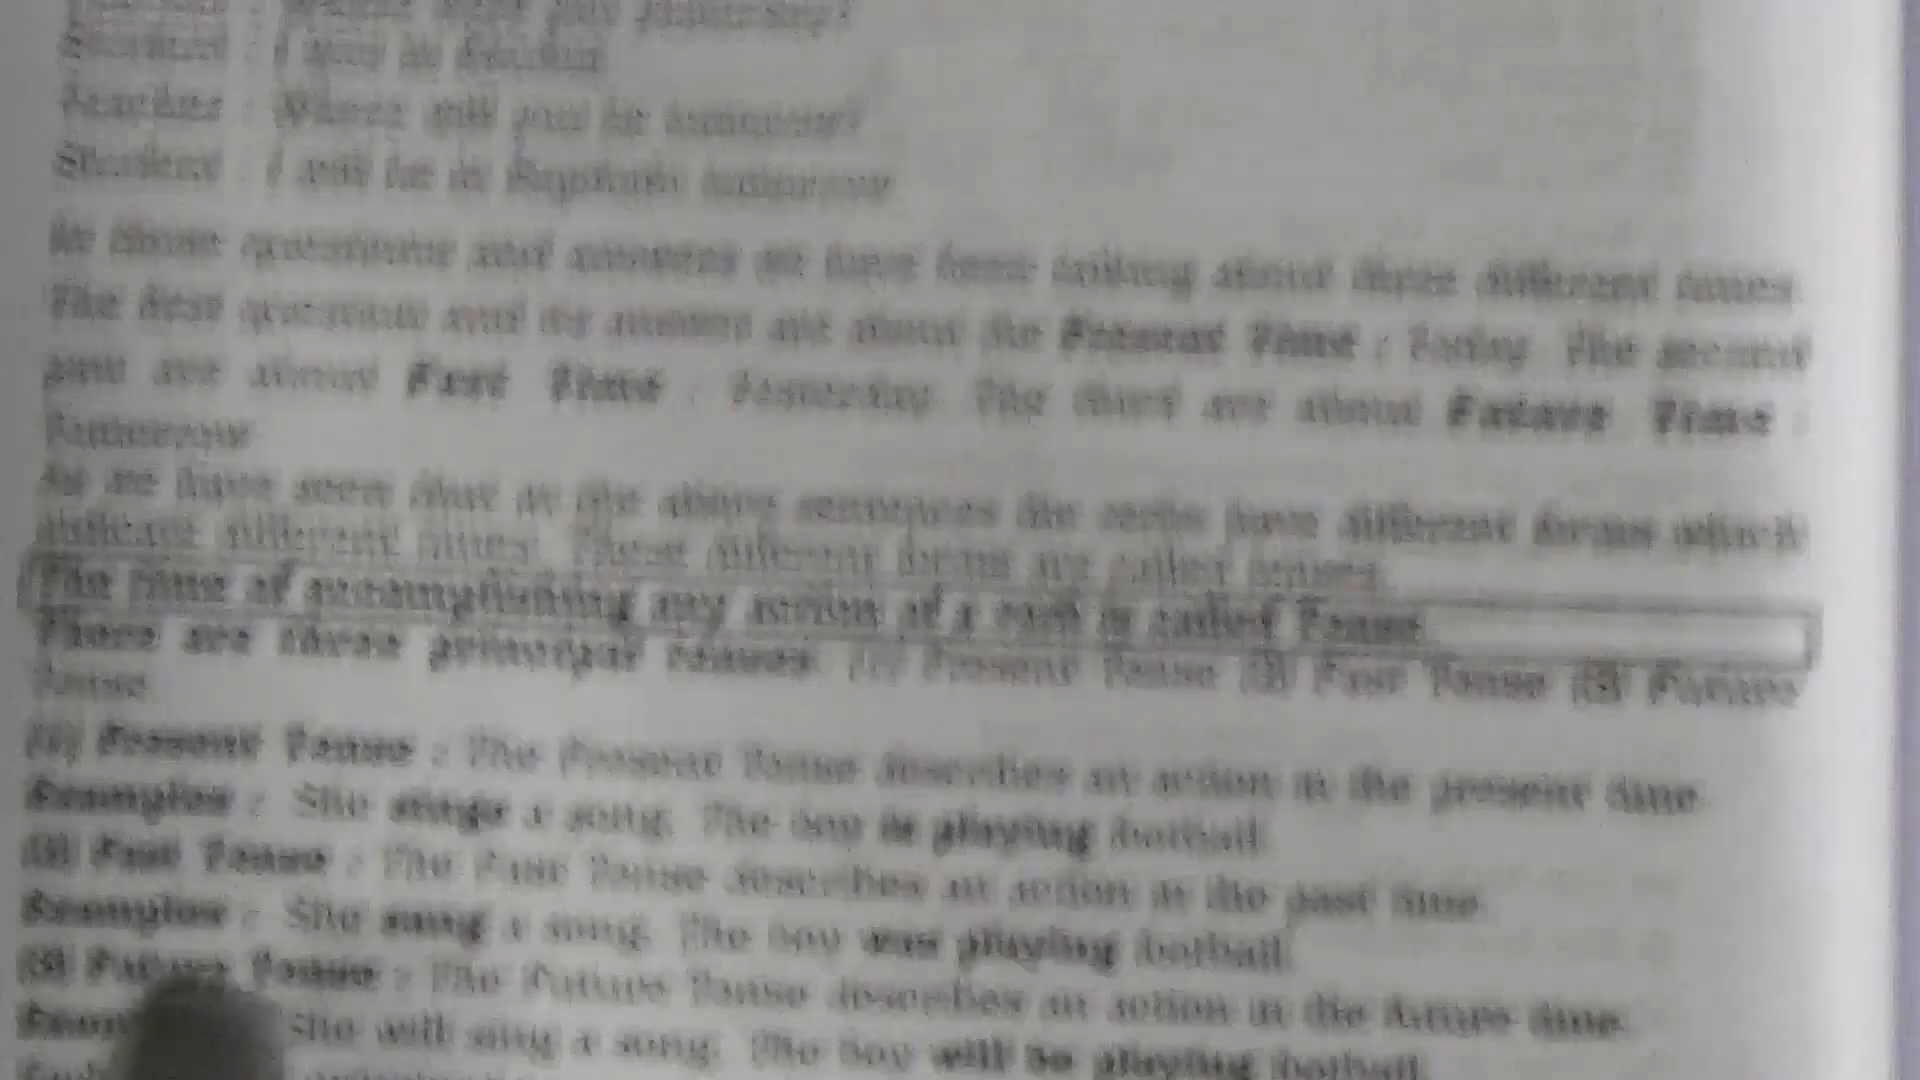 Student : I was in
Teacher : Where will you be tomorrow?
Student : I will be in tomorrow
In these questions and answers we have been talking about three different times.
The first question and its answer are about the Present Time : Today. The second
are about Past Time : Yesterday. The third are about Future Time :
Tomorrow
As we have seen that in the above sentences the verbs have different forms which
indicate different times. These different forms are called tenses.
The time of accomplishing any action of a verb is called Tense.
There are three principal tenses. (1) Present Tense (2) Past Tense (3) Future
Tense
(1) Present Tense : The Present Tense describes an action in the present time.
Examples : She sings a song. The boy is playing football.
(2) Past Tense : The Past Tense describes an action in the past time.
Examples : She sang a song. The boy was playing football.
(3) Future Tense : The Future Tense describes an action in the future time.
She will sing a song. The boy will be playing football.